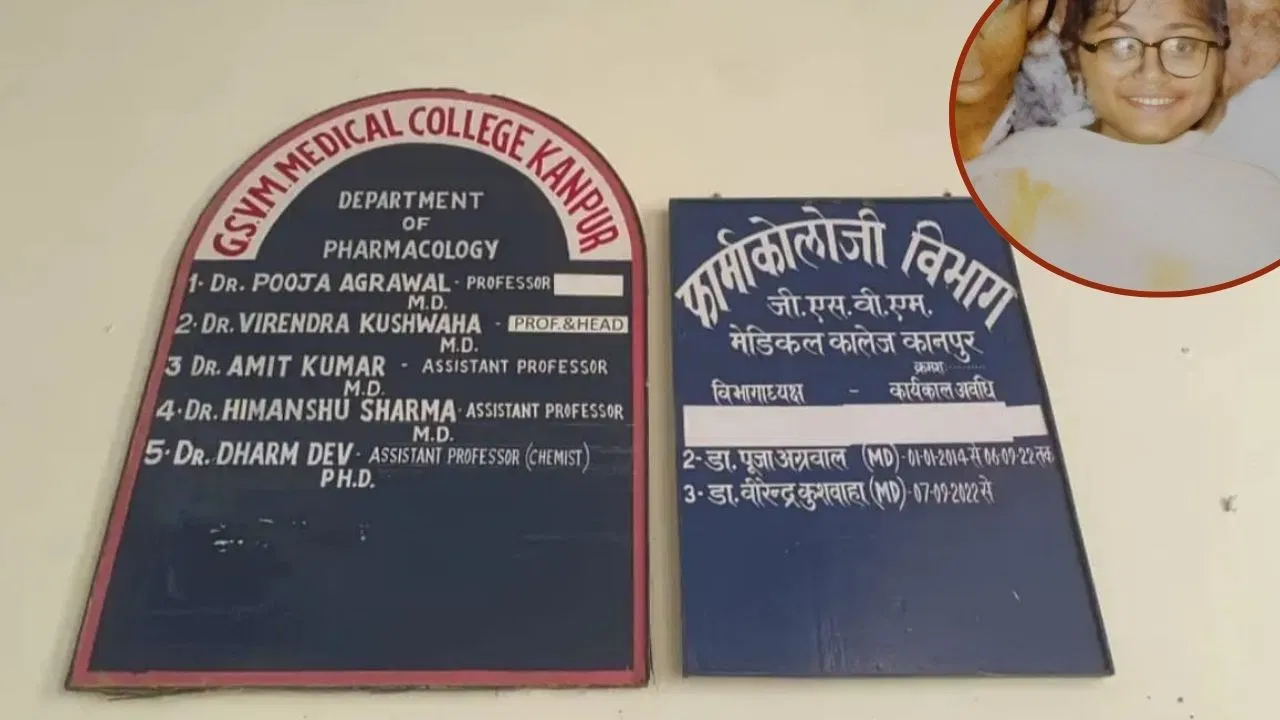 G.S.V.M. MEDICAL COLLEGE KANPUR
DEPARTMENT
OF
PHARMACOLOGY
1· DR. POOJA AGRAWAL - PROFESSOR
M.D.
2· DR. VIRENDRA KUSHWAHA - PROF.&HEAD
M.D.
3 DR. AMIT KUMAR - ASSISTANT PROFESSOR
M.D.
4· DR. HIMANSHU SHARMA - ASSISTANT PROFESSOR
M.D.
5· DR. DHARM DEV - ASSISTANT PROFESSOR (CHEMIST)
PH.D.
फार्माकोलोजी विभाग
जी.एस.वी.एम.
मेडिकल कालेज कानपुर
क्रमश
विभागाध्यक्ष - कार्यकाल अवधि
2- डा. पूजा अग्रवाल (MD)-01-01-2014 से 06-09-22 तक
3- डा. वीरेन्द्र कुशवाहा (MD)-07-09-2022 से